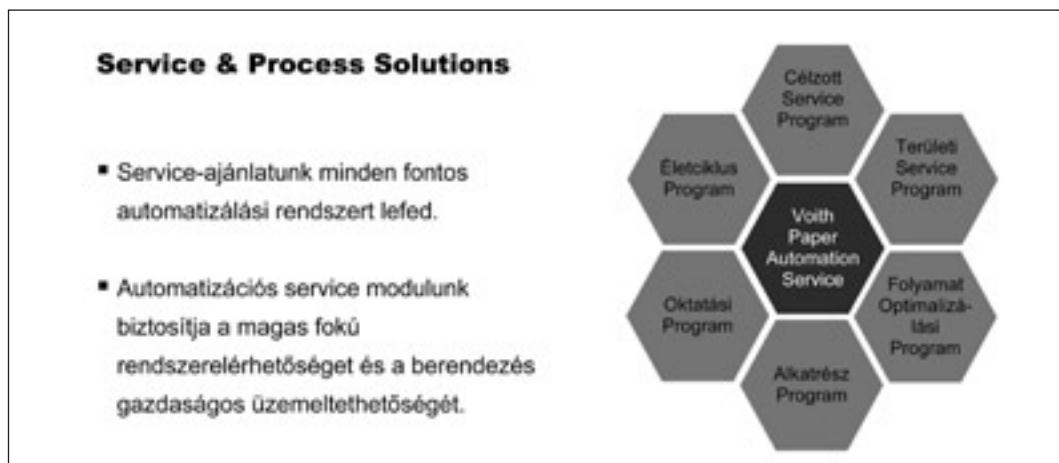 Service & Process Solutions
▪ Service-ajánlatunk minden fontos
automatizálási rendszert lefed.
▪ Automatizációs service modulunk
biztosítja a magas fokú
rendszerelérhetőséget és a berendezés
gazdaságos üzemeltethetőségét.
Célzott
Service
Program
Területi
Service
Program
Folyamat
Optimalizá-
lási
Program
Alkatrész
Program
Oktatási
Program
Életciklus
Program
Voith
Paper
Automation
Service